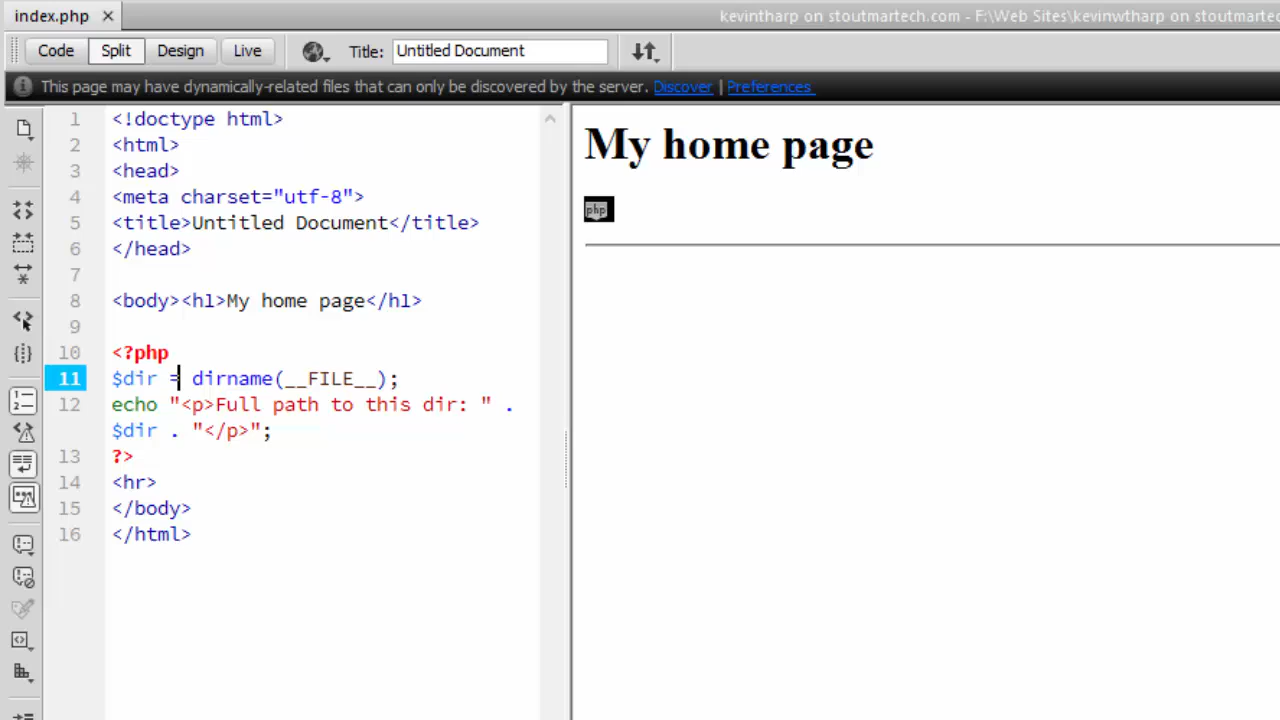 index.php ×
kevintharp on stoutmartech.com - F:\Web Sites\kevinwtharp on stoutmartec
Code Split Design Live Title: Untitled Document
This page may have dynamically-related files that can only be discovered by the server. Discover | Preferences
1 <!doctype html>
2 <html>
3 <head>
4 <meta charset="utf-8">
5 <title>Untitled Document</title>
6 </head>
7
8 <body><h1>My home page</h1>
9
10 <?php
11 $dir = dirname(__FILE__);
12 echo "<p>Full path to this dir: " .
$dir . "</p>";
13 ?>
14 <hr>
15 </body>
16 </html>
My home page
php